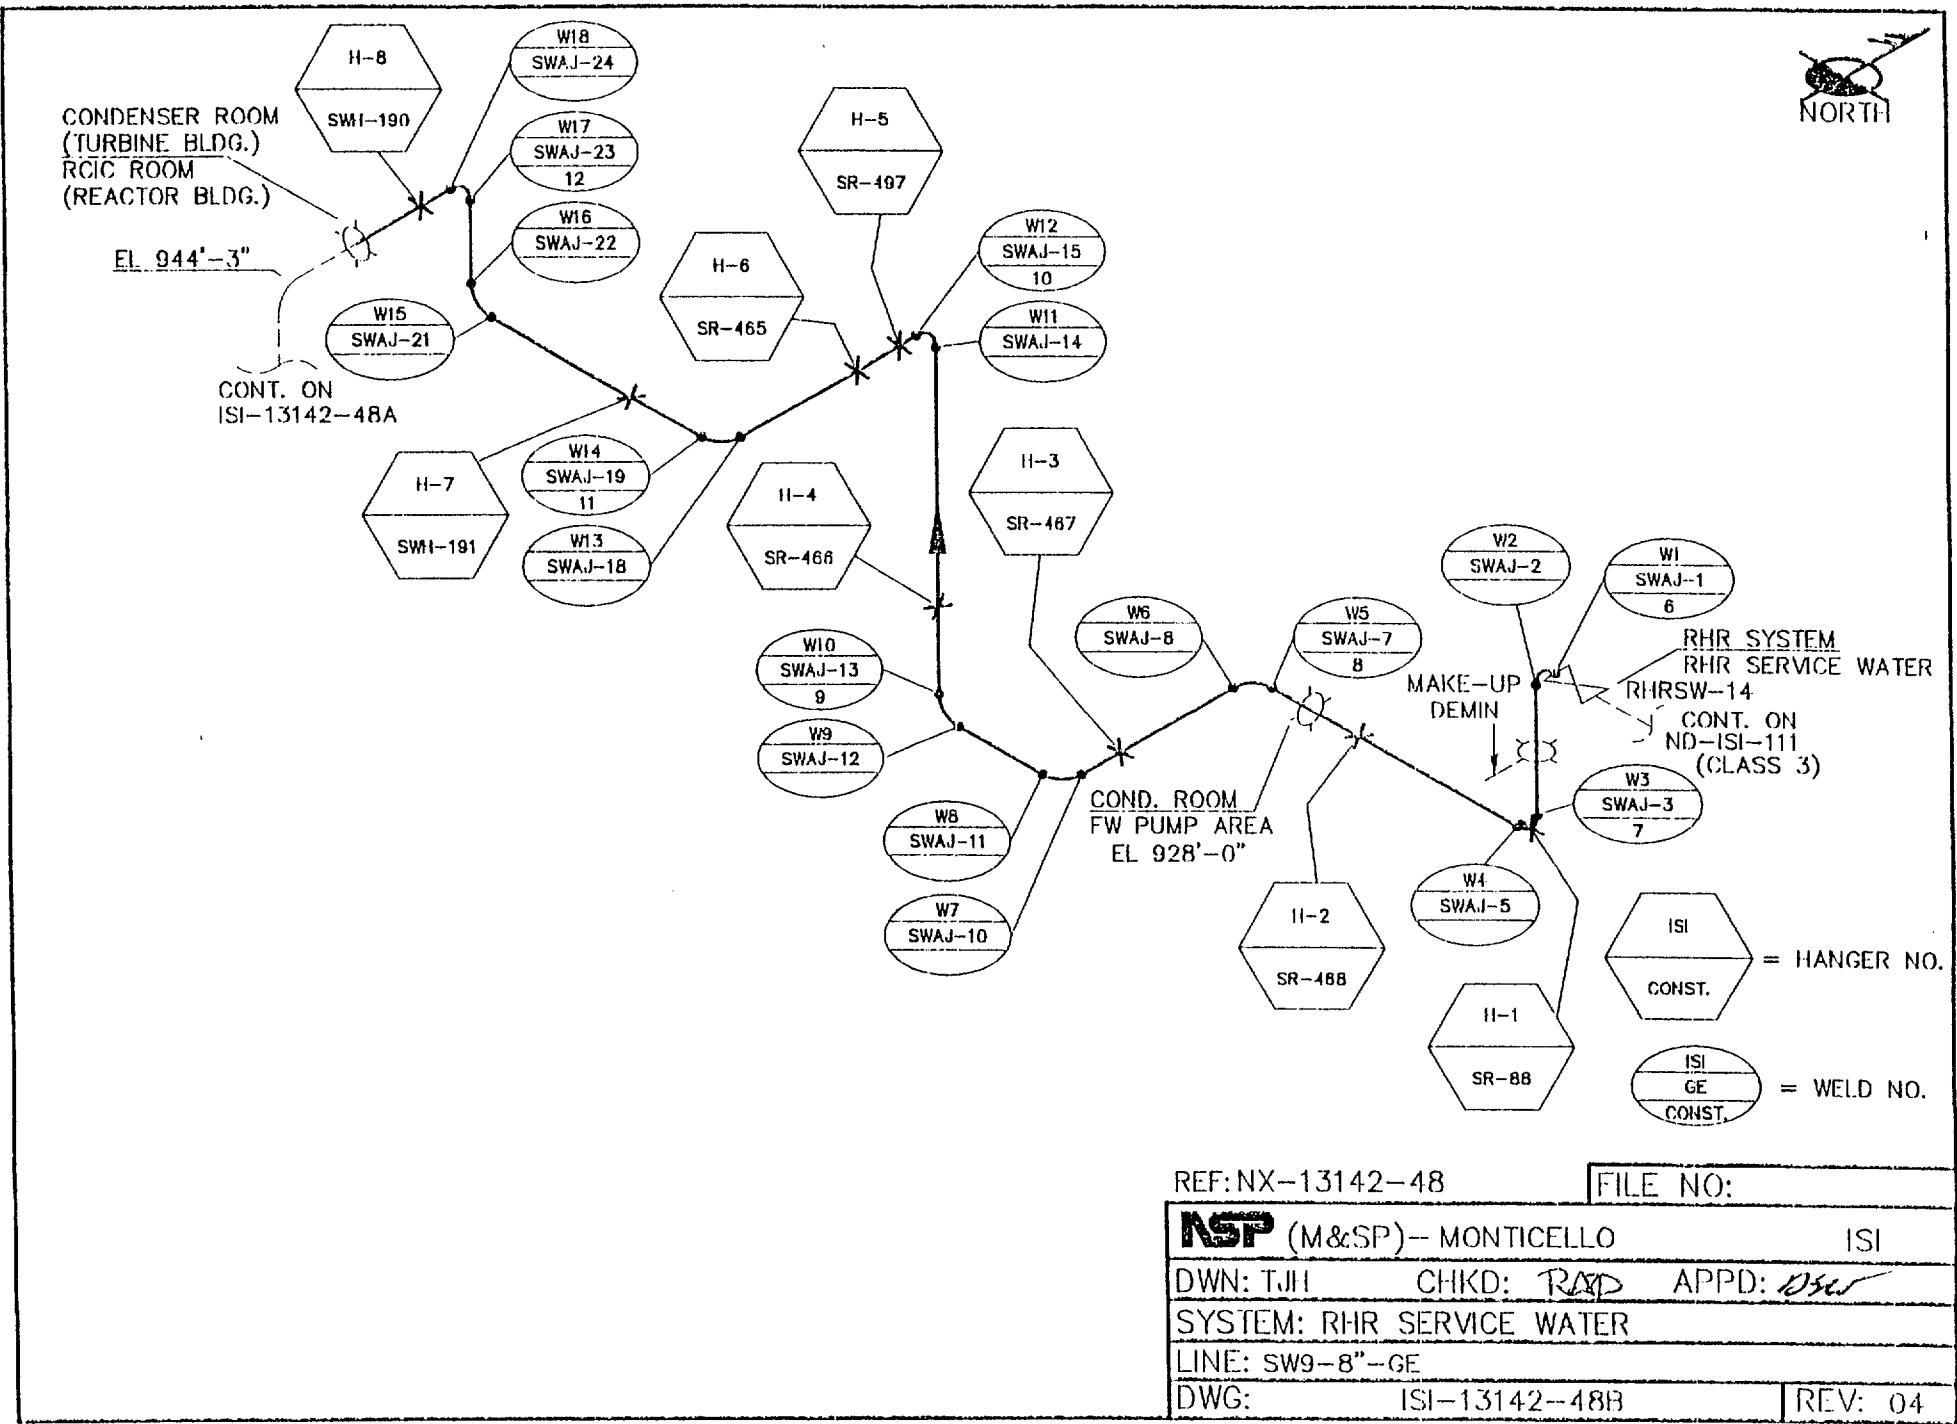 H-8
SWH-190
W18
SWAJ-24
CONDENSER ROOM
(TURBINE BLDG.)
RCIC ROOM
(REACTOR BLDG.)
W17
SWAJ-23
12
H-5
SR-497
NORTH
EL 944'-3"
W16
SWAJ-22
H-6
SR-465
W12
SWAJ-15
10
W15
SWAJ-21
W11
SWAJ-14
CONT. ON
ISI-13142-48A
H-7
SWH-191
W14
SWAJ-19
11
W13
SWAJ-18
H-4
SR-466
H-3
SR-467
W2
SWAJ-2
W1
SWAJ-1
6
W10
SWAJ-13
9
W6
SWAJ-8
W5
SWAJ-7
8
RHR SYSTEM
RHR SERVICE WATER
RHRSW-14
MAKE-UP
DEMIN
CONT. ON
ND-ISI-111
(CLASS 3)
W9
SWAJ-12
W3
SWAJ-3
7
COND. ROOM
FW PUMP AREA
EL 928'-0"
W8
SWAJ-11
W7
SWAJ-10
W4
SWAJ-5
H-2
SR-468
ISI
CONST.
= HANGER NO.
H-1
SR-88
ISI
GE
CONST.
= WELD NO.
REF: NX-13142-48
FILE NO:
NSP (M&SP)-- MONTICELLO ISI
DWN: TJH CHKD: RAP APPD:
SYSTEM: RHR SERVICE WATER
LINE: SW9-8"-GE
DWG: ISI-13142-48B REV: 04